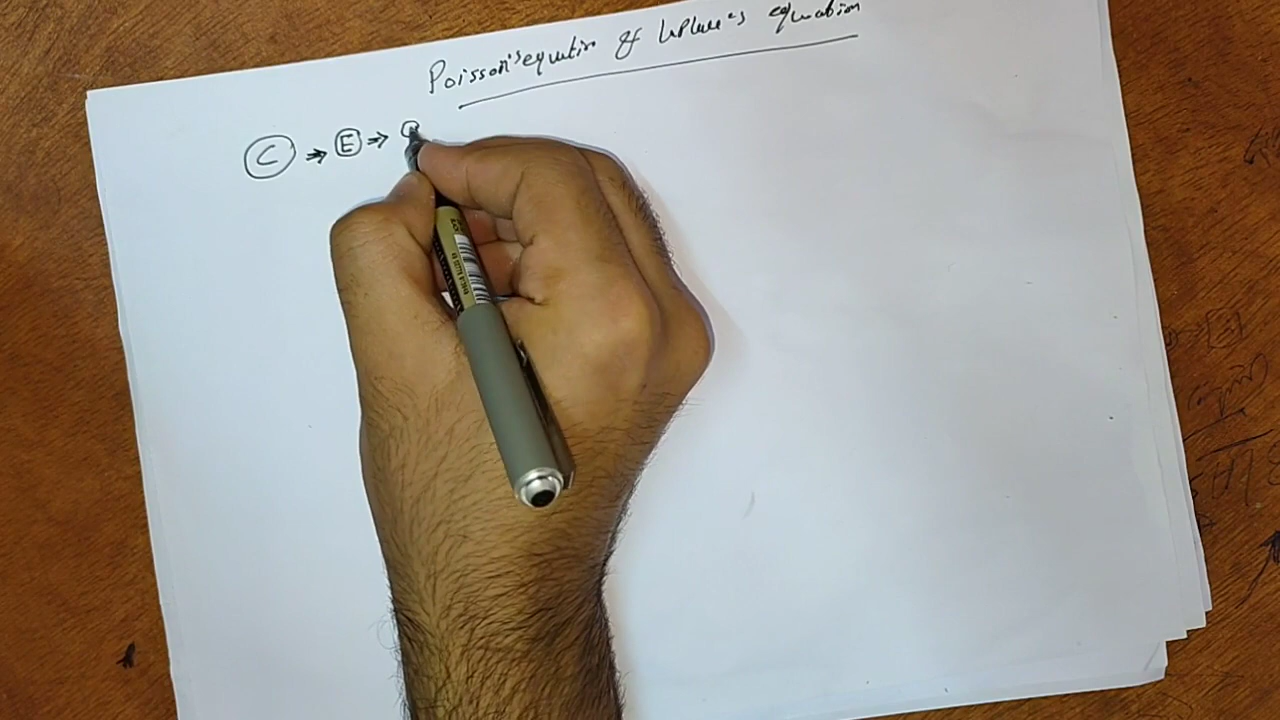 Poisson's equation & Laplace's equation
C ⇒ E ⇒